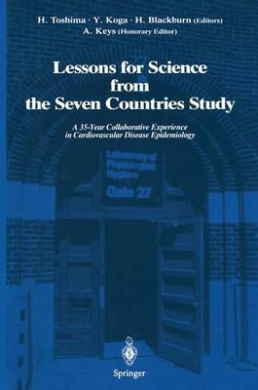 H. Toshima · Y. Koga · H. Blackburn (Editors)
A. Keys (Honorary Editor)
Lessons for Science
from
the Seven Countries Study
A 35-Year Collaborative Experience
in Cardiovascular Disease Epidemiology
Laboratory of
Physiological
Hygiene
Gate 27
Springer